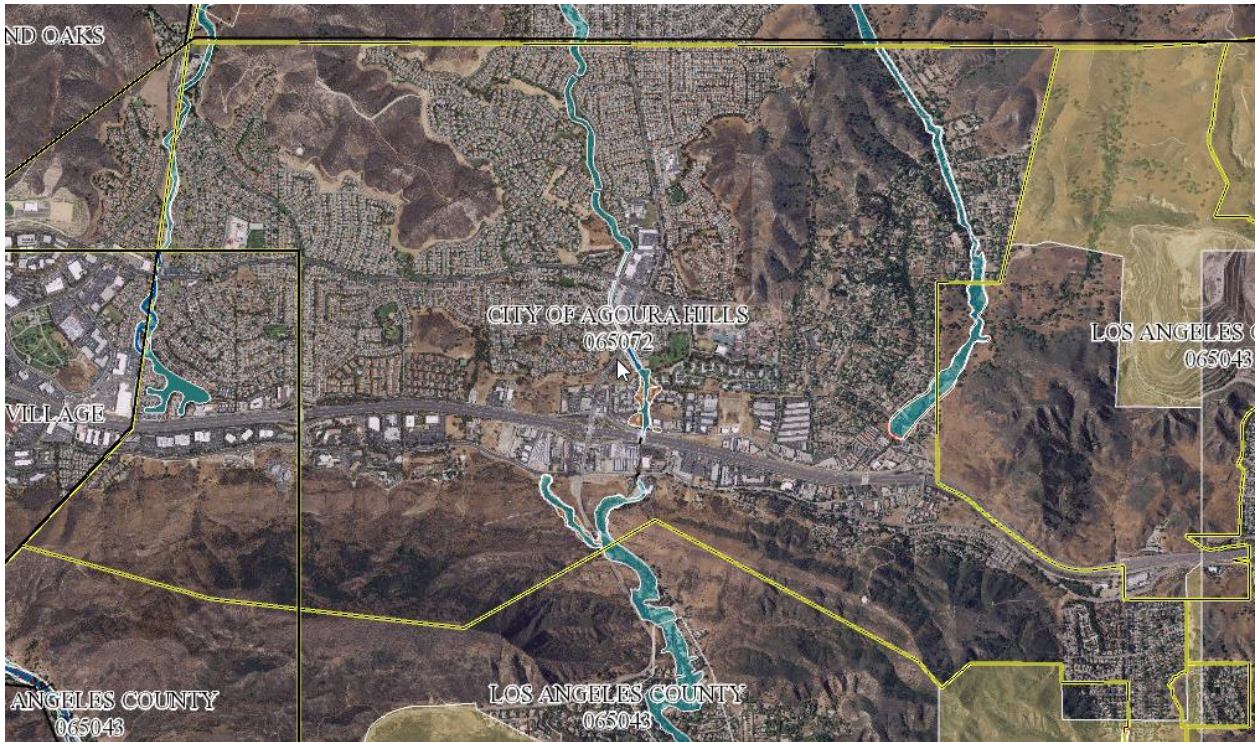 ND OAKS
CITY OF AGOURA HILLS
065072
LOS ANGELES C
065043
VILLAGE
ANGELES COUNTY
065043
LOS ANGELES COUNTY
065043